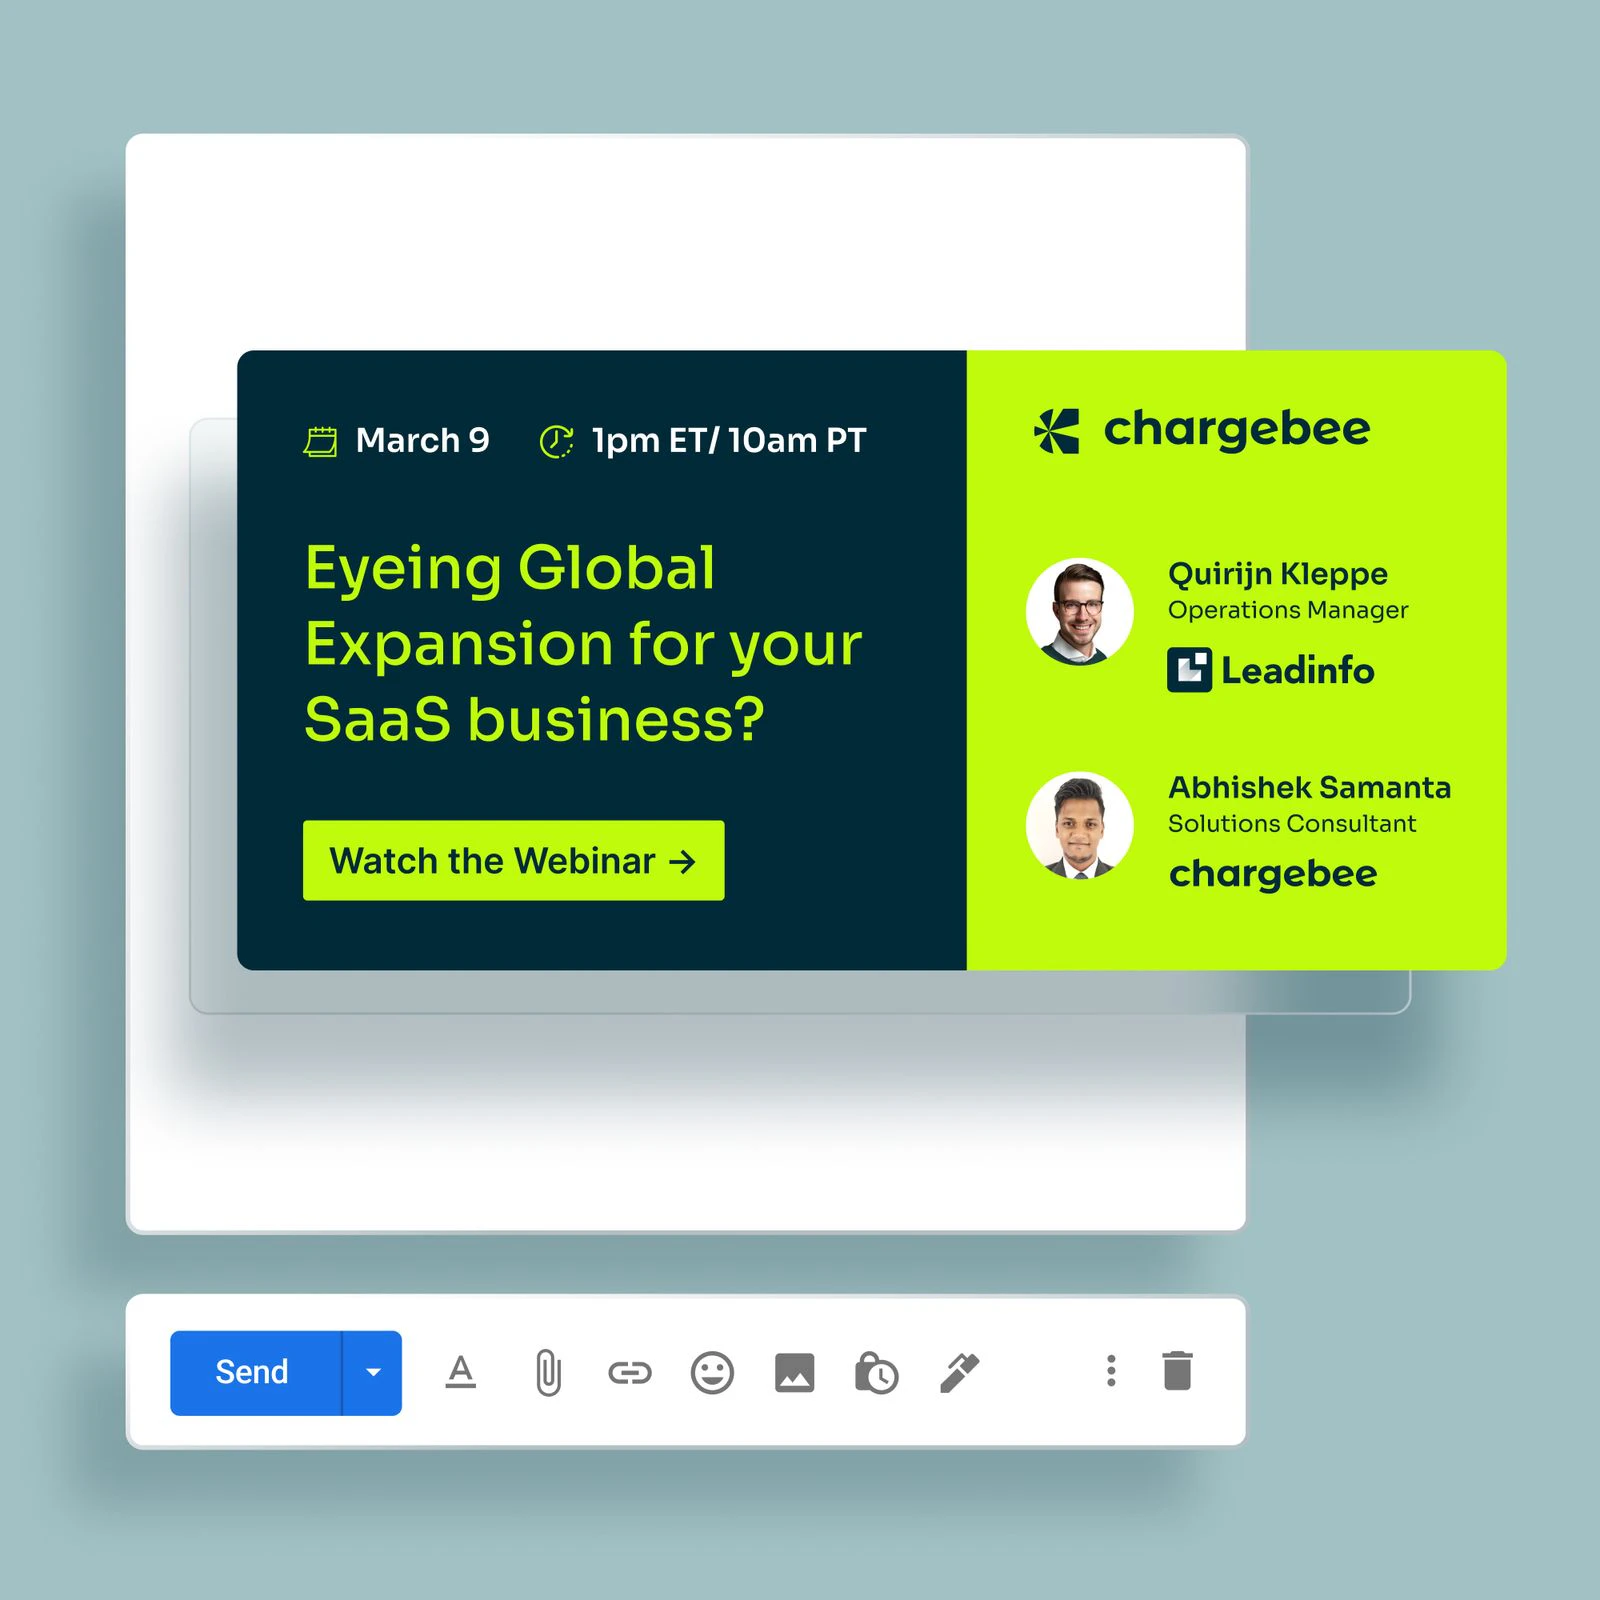 March 9
1pm ET/ 10am PT
Eyeing Global
Expansion for your
SaaS business?
Watch the Webinar →
chargebee
Quirijn Kleppe
Operations Manager
Leadinfo
Abhishek Samanta
Solutions Consultant
chargebee
Send